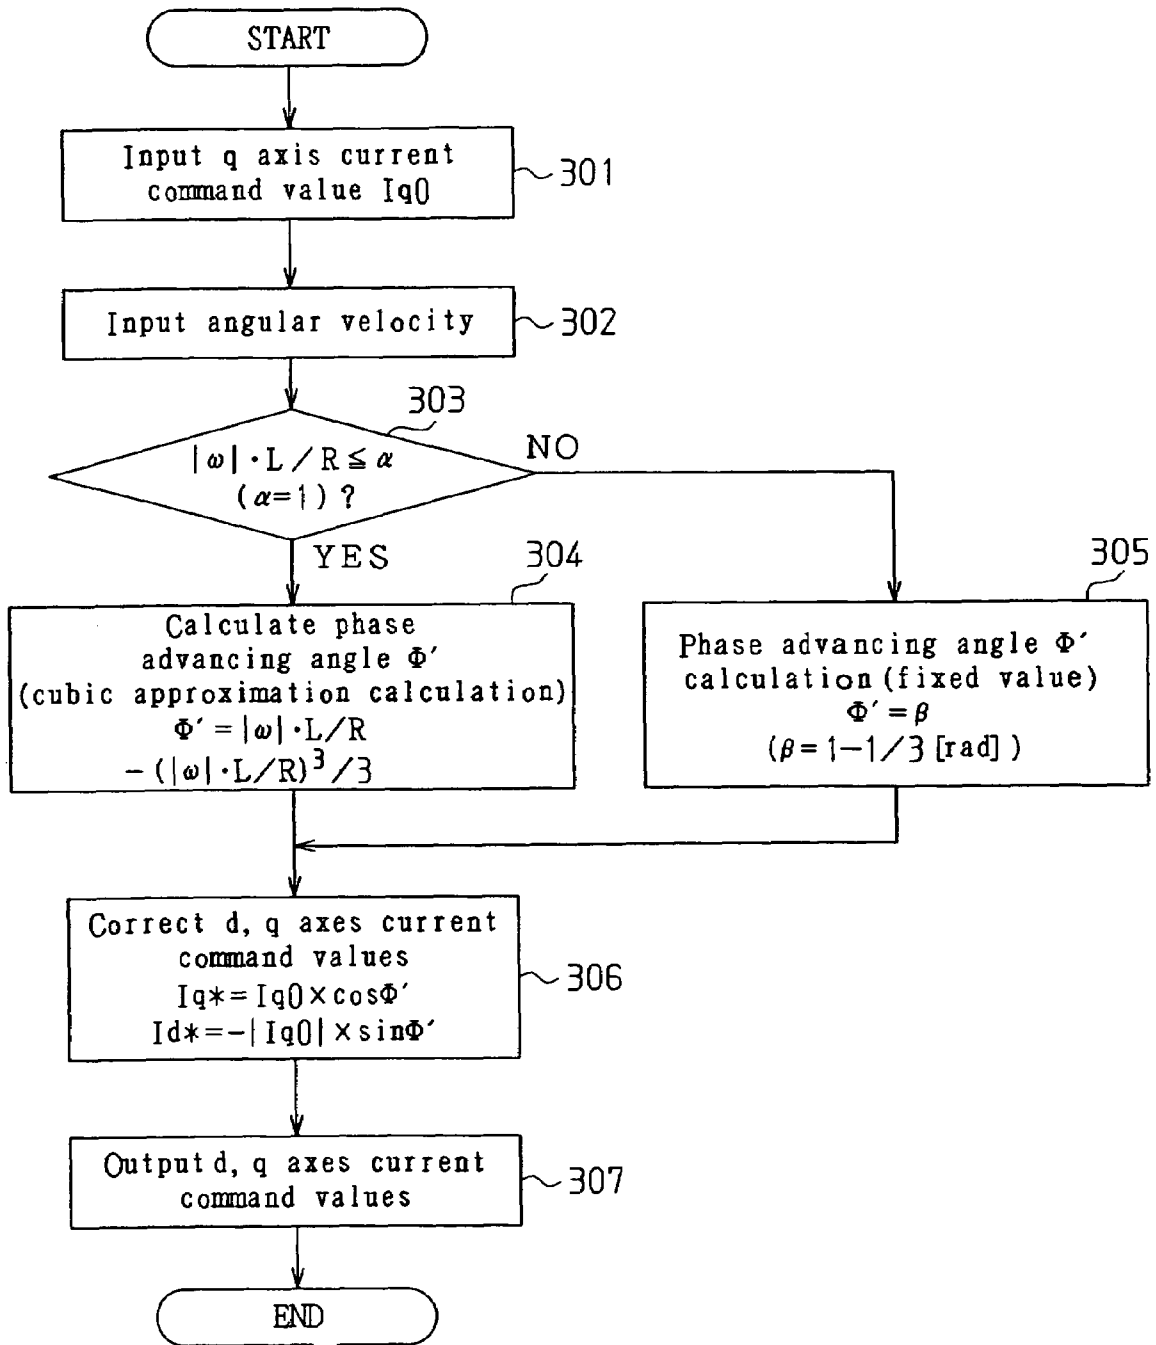 START
Input q axis current
command value Iq0
301
Input angular velocity
302
303
|ω|·L/R≦α
(α=1)?
NO
YES
304
Calculate phase
advancing angle Φ′
(cubic approximation calculation)
Φ′=|ω|·L/R
-(|ω|·L/R)³/3
305
Phase advancing angle Φ′
calculation(fixed value)
Φ′=β
(β=1-1/3[rad])
Correct d, q axes current
command values
Iq*=Iq0×cosΦ′
Id*=-|Iq0|×sinΦ′
306
Output d, q axes current
command values
307
END